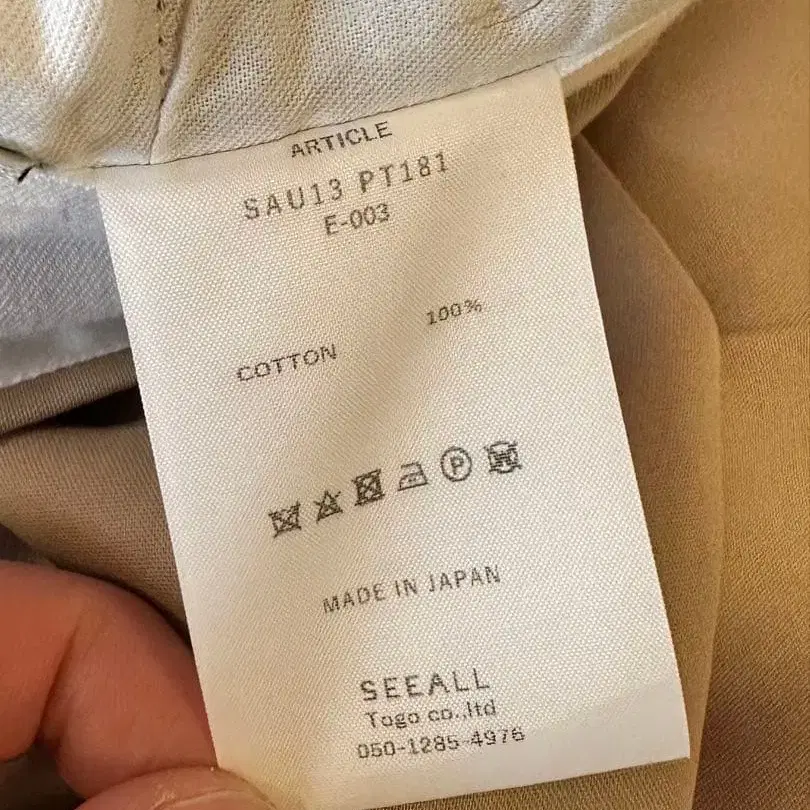 ARTICLE
SAU13 PT181
E-003
100%
COTTON
P W
MADE IN JAPAN
SEEALL
Togo co.,ltd
050-1285-4976